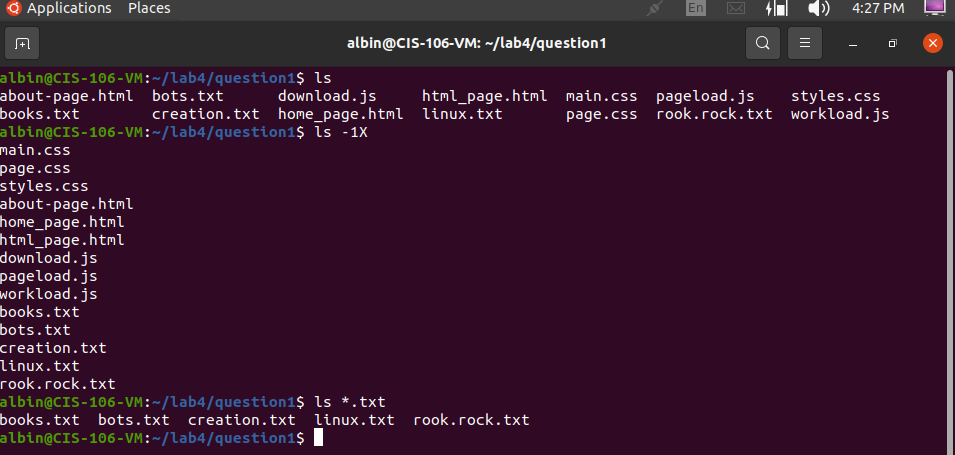 Applications Places En 4:27 PM
albin@CIS-106-VM: ~/lab4/question1
albin@CIS-106-VM:~/lab4/question1$ ls
about-page.html bots.txt download.js html_page.html main.css pageload.js styles.css
books.txt creation.txt home_page.html linux.txt page.css rook.rock.txt workload.js
albin@CIS-106-VM:~/lab4/question1$ ls -1X
main.css
page.css
styles.css
about-page.html
home_page.html
html_page.html
download.js
pageload.js
workload.js
books.txt
bots.txt
creation.txt
linux.txt
rook.rock.txt
albin@CIS-106-VM:~/lab4/question1$ ls *.txt
books.txt bots.txt creation.txt linux.txt rook.rock.txt
albin@CIS-106-VM:~/lab4/question1$